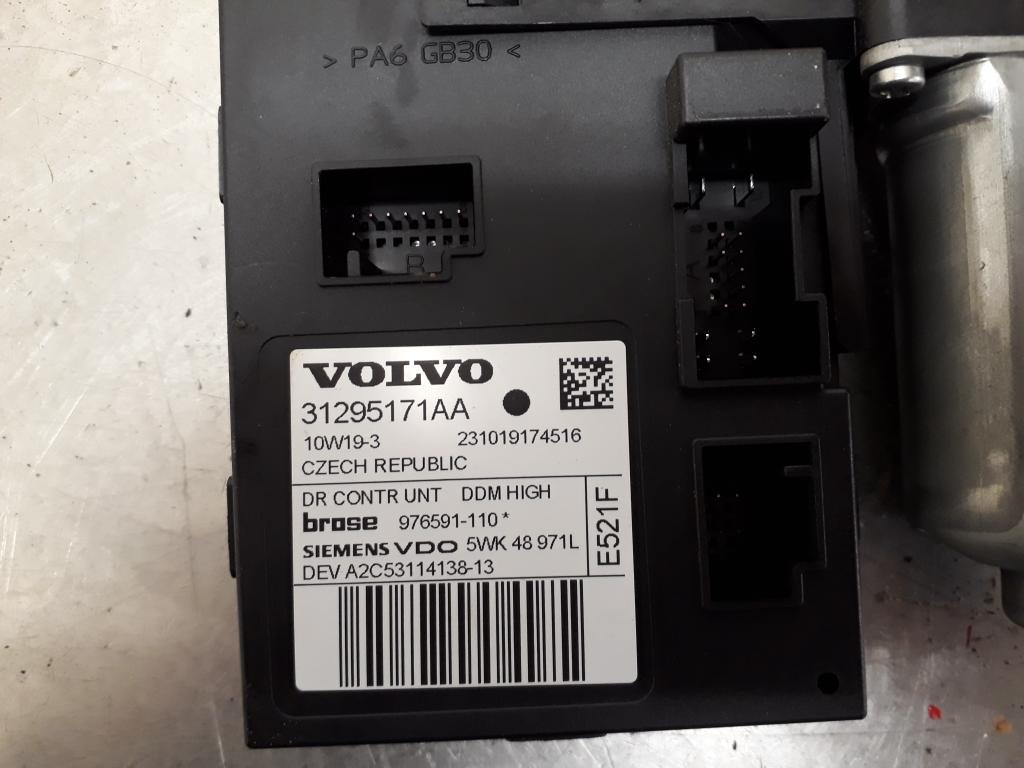 > PA6 GB30 <
B
A
VOLVO
31295171AA
10W19-3 231019174516
CZECH REPUBLIC
DR CONTR UNT DDM HIGH
brose 976591-110*
SIEMENS VDO 5WK 48 971L
DEV A2C53114138-13
E521F